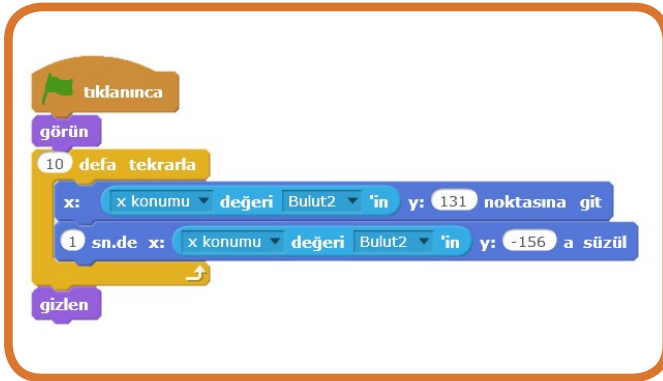 tıklanınca
görün
10 defa tekrarla
x: x konumu değeri Bulut2 'in y: 131 noktasına git
1 sn.de x: x konumu değeri Bulut2 'in y: -156 a süzül
gizlen